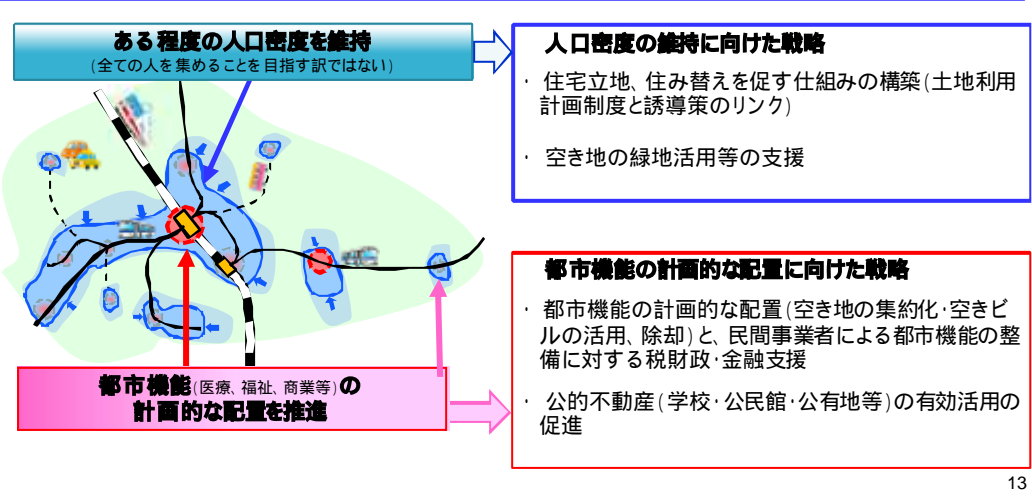 ある程度の人口密度を維持
(全ての人を集めることを目指す訳ではない)
人口密度の維持に向けた戦略
· 住宅立地、住み替えを促す仕組みの構築(土地利用
計画制度と誘導策のリンク)
· 空き地の緑地活用等の支援
都市機能の計画的な配置に向けた戦略
· 都市機能の計画的な配置(空き地の集約化·空きビ
ルの活用、除却)と、民間事業者による都市機能の整
備に対する税財政·金融支援
· 公的不動産(学校·公民館·公有地等)の有効活用の
促進
都市機能(医療、福祉、商業等)の
計画的な配置を推進
13